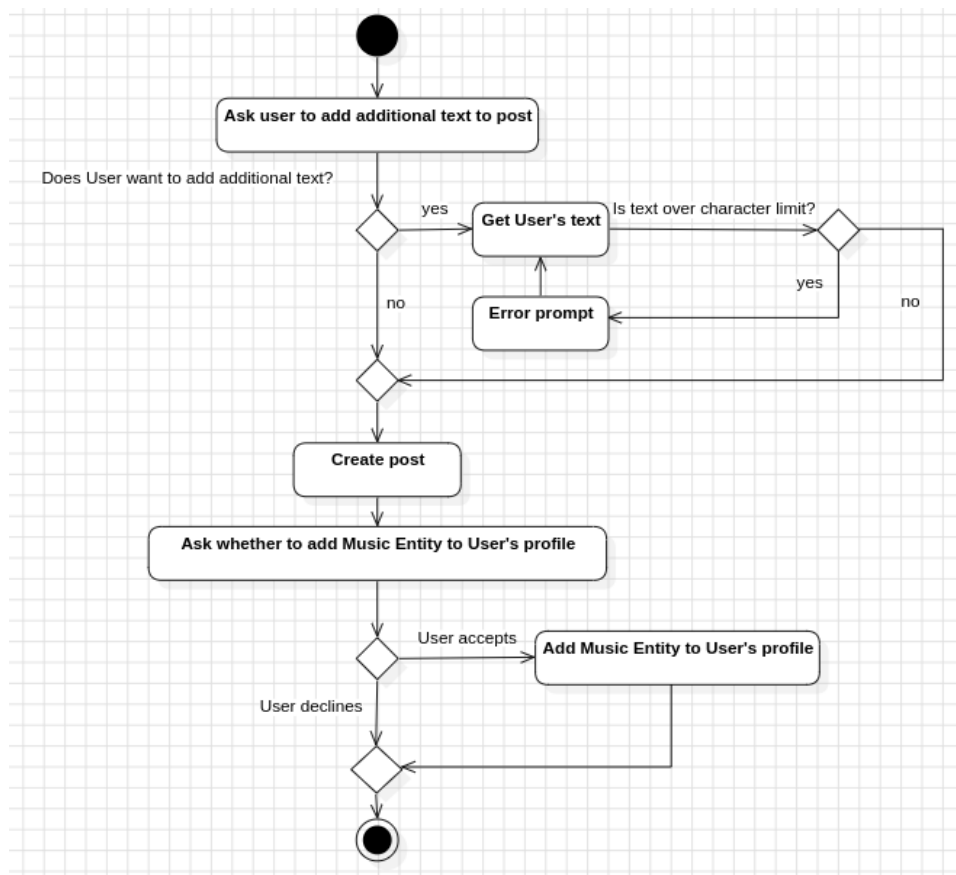 Ask user to add additional text to post
Does User want to add additional text?
yes
Get User's text
Is text over character limit?
yes
no
no
Error prompt
Create post
Ask whether to add Music Entity to User's profile
User accepts
Add Music Entity to User's profile
User declines